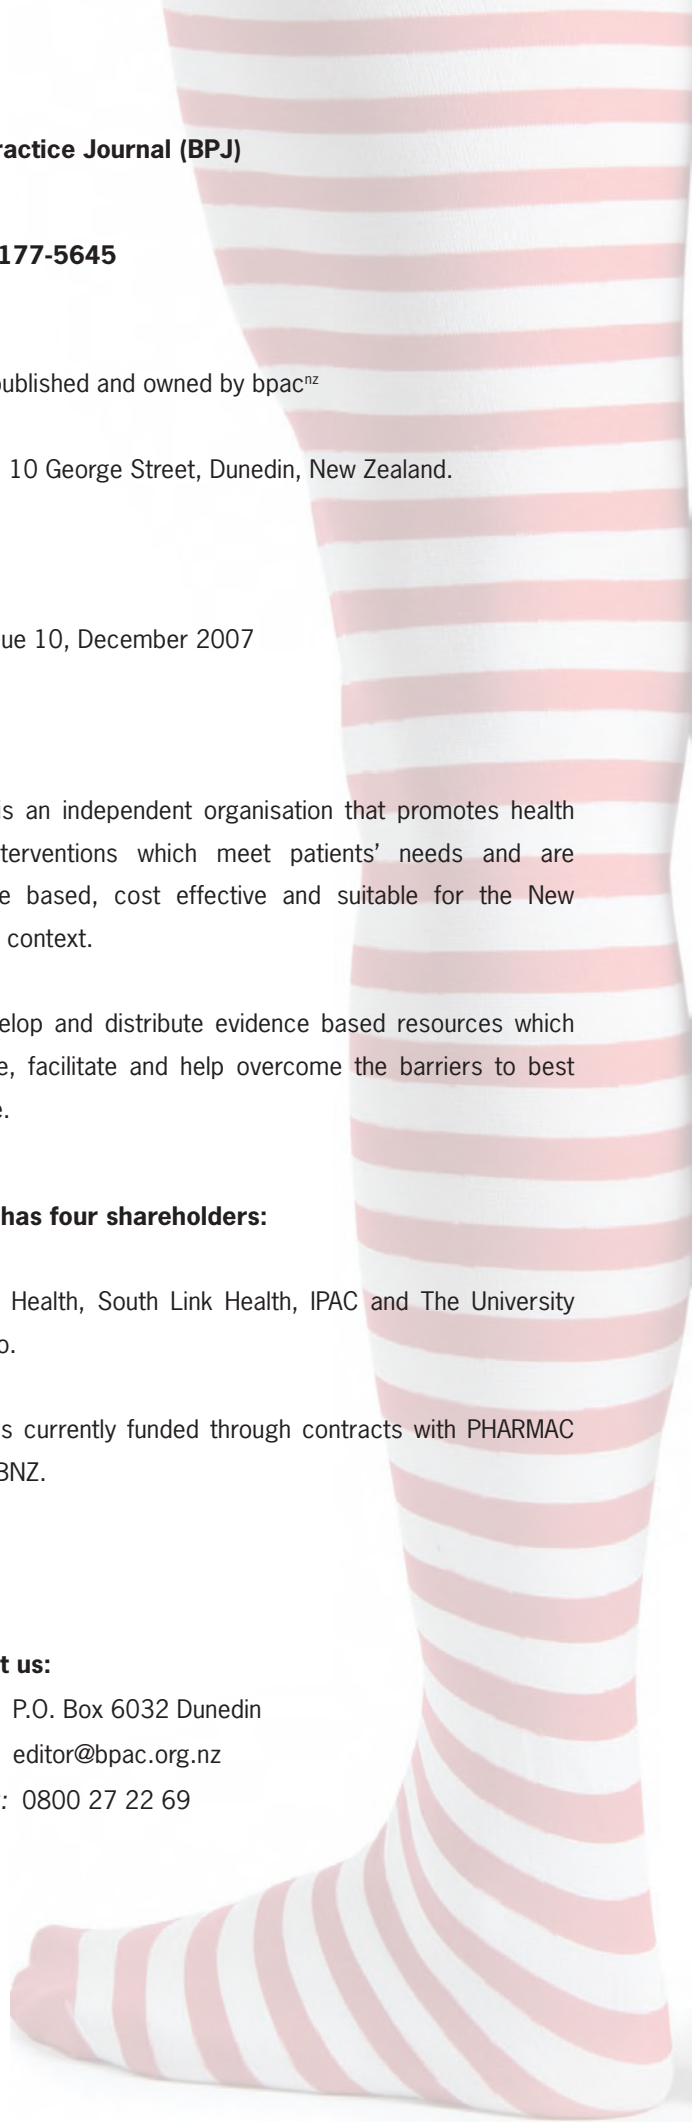 ractice Journal (BPJ)
177-5645
published and owned by bpacnz
10 George Street, Dunedin, New Zealand.
ue 10, December 2007
is an independent organisation that promotes health
terventions which meet patients' needs and are
e based, cost effective and suitable for the New
context.
elop and distribute evidence based resources which
e, facilitate and help overcome the barriers to best
e.
has four shareholders:
Health, South Link Health, IPAC and The University
o.
s currently funded through contracts with PHARMAC
BNZ.
t us:
P.O. Box 6032 Dunedin
editor@bpac.org.nz
: 0800 27 22 69